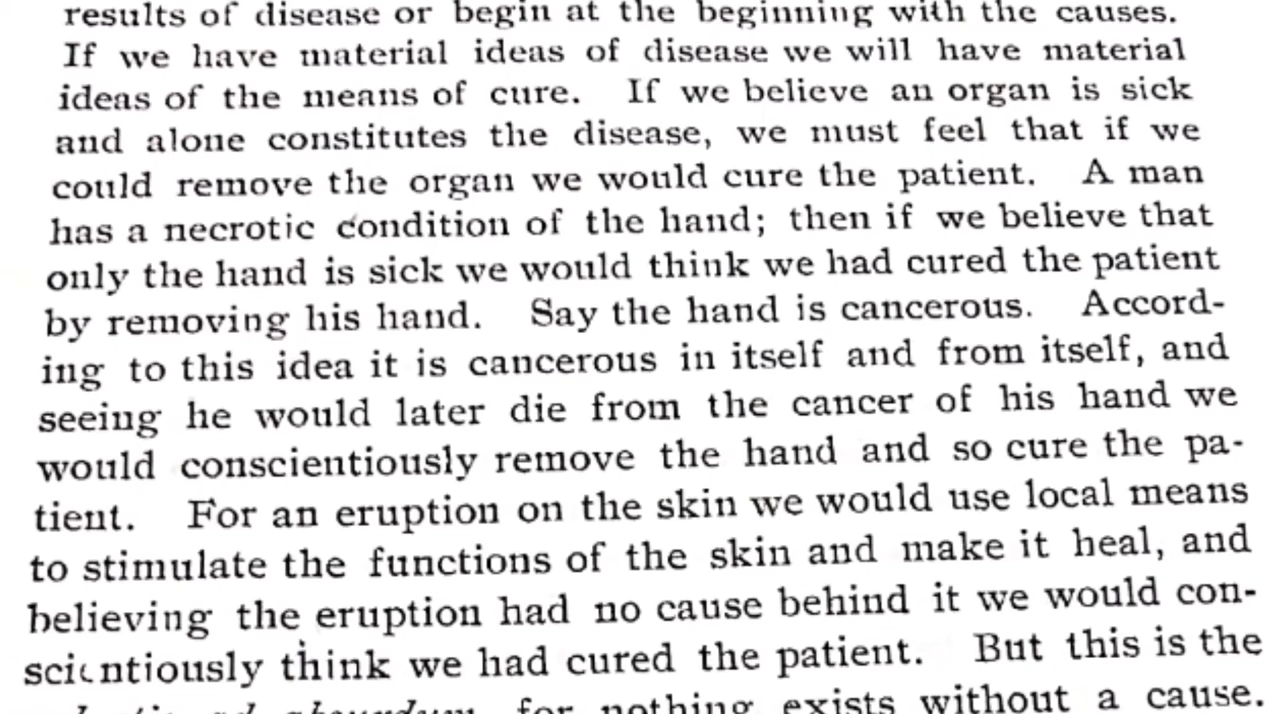 results of disease or begin at the beginning with the causes.
If we have material ideas of disease we will have material
ideas of the means of cure. If we believe an organ is sick
and alone constitutes the disease, we must feel that if we
could remove the organ we would cure the patient. A man
has a necrotic condition of the hand; then if we believe that
only the hand is sick we would think we had cured the patient
by removing his hand. Say the hand is cancerous. Accord-
ing to this idea it is cancerous in itself and from itself, and
seeing he would later die from the cancer of his hand we
would conscientiously remove the hand and so cure the pa-
tient. For an eruption on the skin we would use local means
to stimulate the functions of the skin and make it heal, and
believing the eruption had no cause behind it we would con-
scientiously think we had cured the patient. But this is the
for nothing exists without a cause.